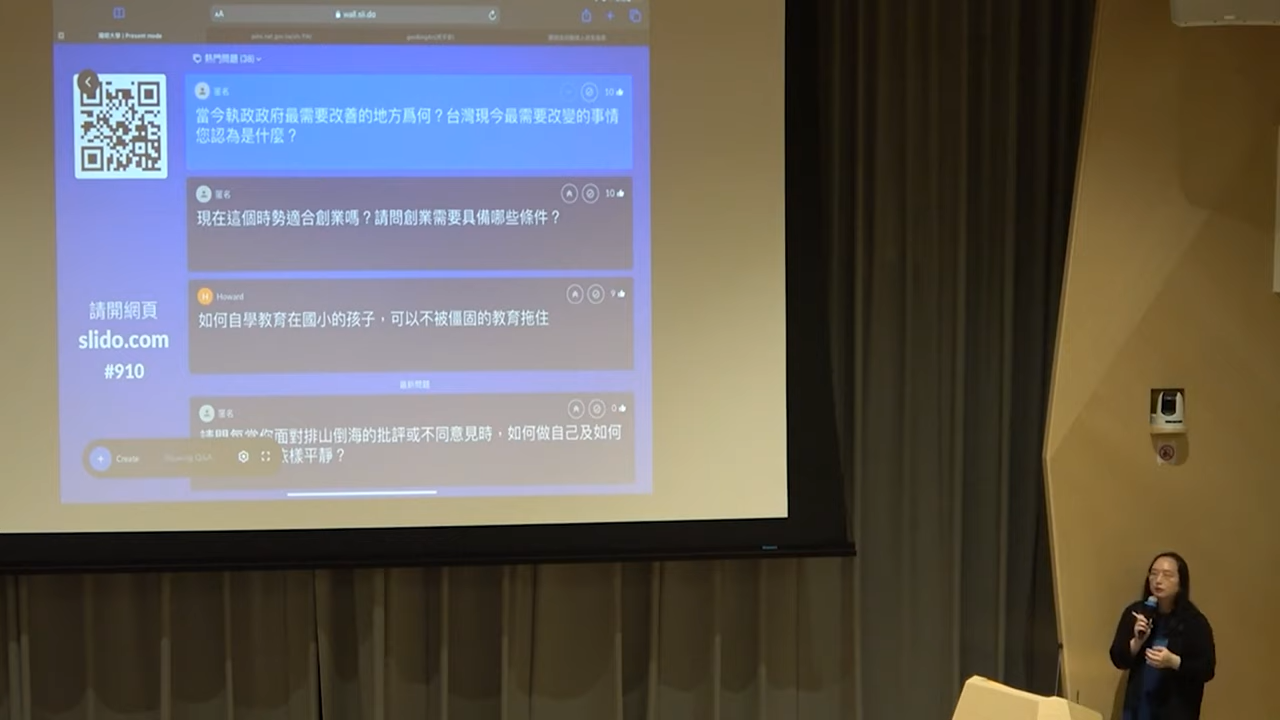 wall.sli.do
Present mode
熱門問題 (38)
匿名
10
當今執政政府最需要改善的地方爲何？台灣現今最需要改變的事情
您認為是什麼？
匿名
10
現在這個時勢適合創業嗎？請問創業需要具備哪些條件？
H Howard
9
如何自學教育在國小的孩子，可以不被僵固的教育拖住
最新問題
匿名
0
面對排山倒海的批評或不同意見時，如何做自己及如何
樣平靜？
請開網頁
slido.com
#910
Create
Showing Q&A